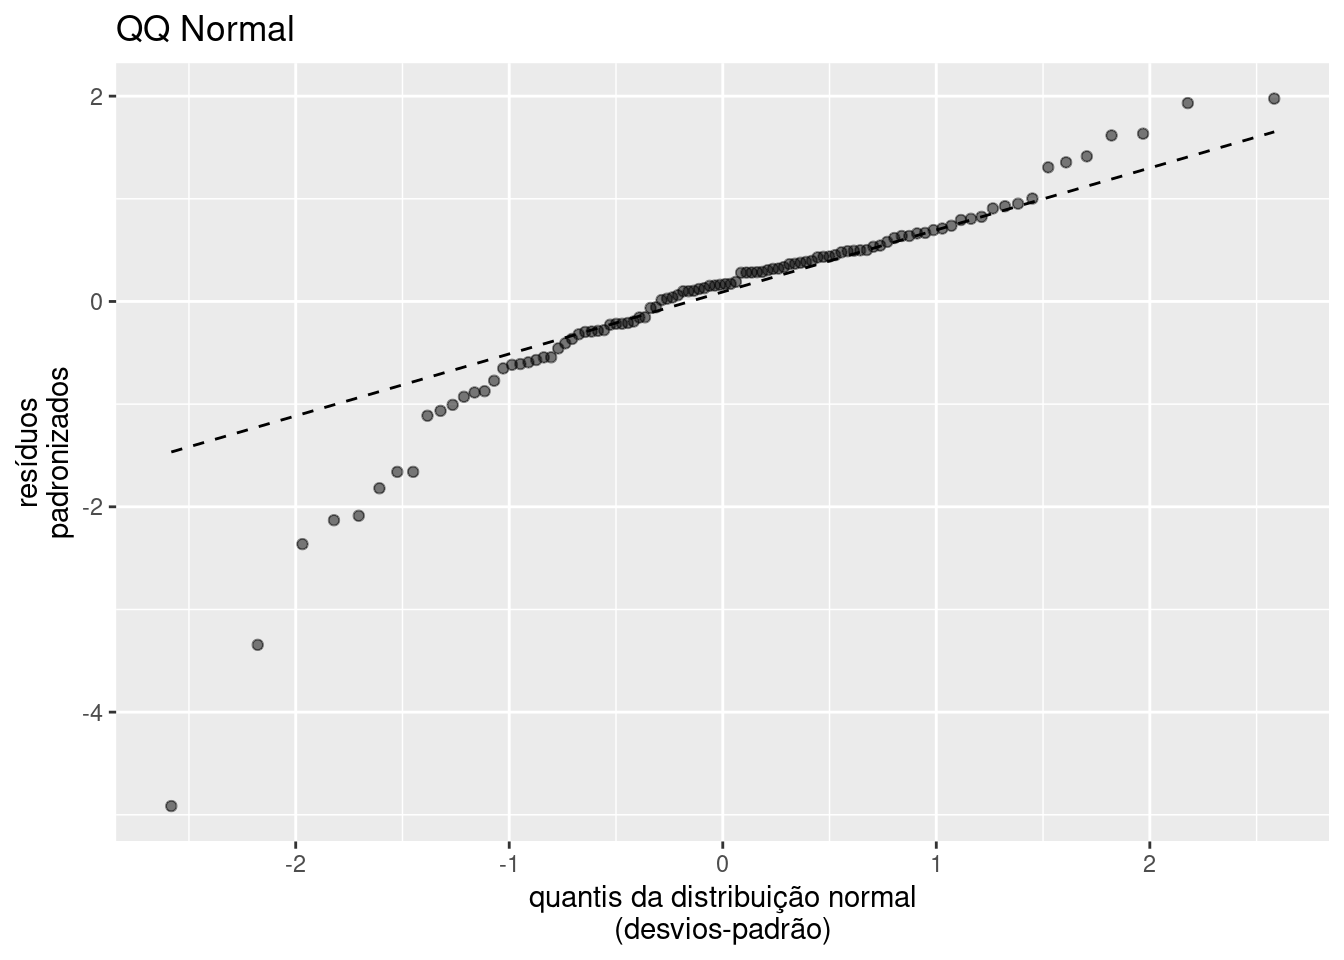 QQ Normal
2
0
-2
-4
resíduos
padronizados
-2
-1
0
1
2
quantis da distribuição normal
(desvios-padrão)